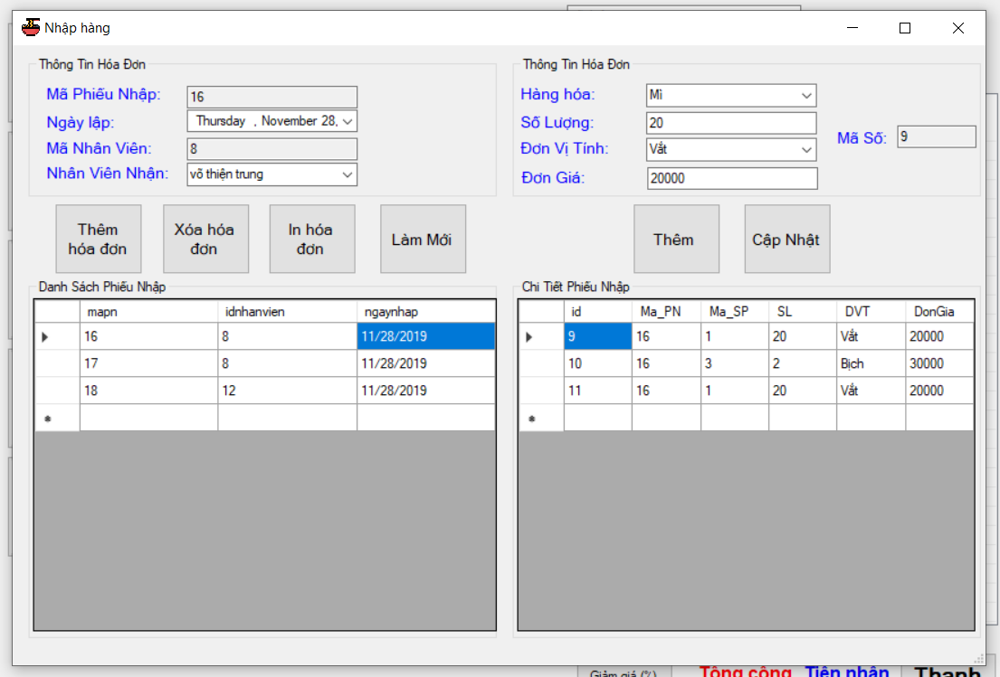 Nhập hàng
Thông Tin Hóa Đơn
Mã Phiếu Nhập: 16
Ngày lập: Thursday , November 28,
Mã Nhân Viên: 8
Nhân Viên Nhận: võ thiện trung
Thông Tin Hóa Đơn
Hàng hóa: Mì
Số Lượng: 20
Đơn Vị Tính: Vắt
Đơn Giá: 20000
Mã Số: 9
Thêm
hóa đơn
Xóa hóa
đơn
In hóa
đơn
Làm Mới
Thêm
Cập Nhật
Danh Sách Phiếu Nhập
mapn idnhanvien ngaynhap
16 8 11/28/2019
17 8 11/28/2019
18 12 11/28/2019
Chi Tiết Phiếu Nhập
id Ma_PN Ma_SP SL DVT DonGia
9 16 1 20 Vắt 20000
10 16 3 2 Bịch 30000
11 16 1 20 Vắt 20000
Giảm giá (%) Tổng cộng Tiền nhận Thanh